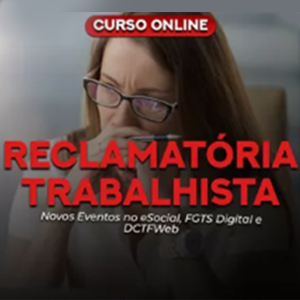 CURSO ONLINE
RECLAMATÓRIA
TRABALHISTA
Novos Eventos no eSocial, FGTS Digital e
DCTFWeb